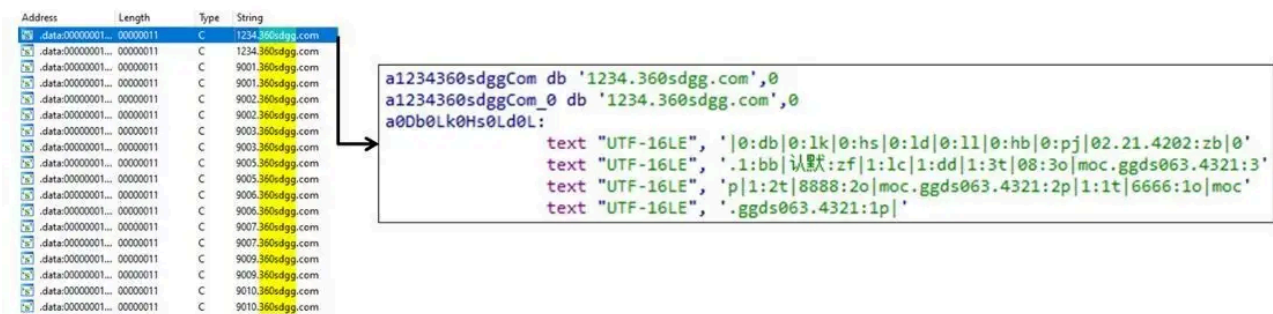 Address Length Type String
.data:00000001... 00000011 C 1234.360sdgg.com
.data:00000001... 00000011 C 1234.360sdgg.com
.data:00000001... 00000011 C 9001.360sdgg.com
.data:00000001... 00000011 C 9001.360sdgg.com
.data:00000001... 00000011 C 9002.360sdgg.com
.data:00000001... 00000011 C 9002.360sdgg.com
.data:00000001... 00000011 C 9003.360sdgg.com
.data:00000001... 00000011 C 9003.360sdgg.com
.data:00000001... 00000011 C 9005.360sdgg.com
.data:00000001... 00000011 C 9005.360sdgg.com
.data:00000001... 00000011 C 9006.360sdgg.com
.data:00000001... 00000011 C 9006.360sdgg.com
.data:00000001... 00000011 C 9007.360sdgg.com
.data:00000001... 00000011 C 9007.360sdgg.com
.data:00000001... 00000011 C 9009.360sdgg.com
.data:00000001... 00000011 C 9009.360sdgg.com
.data:00000001... 00000011 C 9010.360sdgg.com
.data:00000001... 00000011 C 9010.360sdgg.com
a1234360sdggCom db '1234.360sdgg.com',0
a1234360sdggCom_0 db '1234.360sdgg.com',0
a0Db0Lk0Hs0Ld0L:
text "UTF-16LE", '|0:db|0:lk|0:hs|0:ld|0:ll|0:hb|0:pj|02.21.4202:zb|0'
text "UTF-16LE", '.1:bb|认默:zf|1:lc|1:dd|1:3t|08:3o|moc.ggds063.4321:3'
text "UTF-16LE", 'p|1:2t|8888:2o|moc.ggds063.4321:2p|1:1t|6666:1o|moc'
text "UTF-16LE", '.ggds063.4321:1p|'